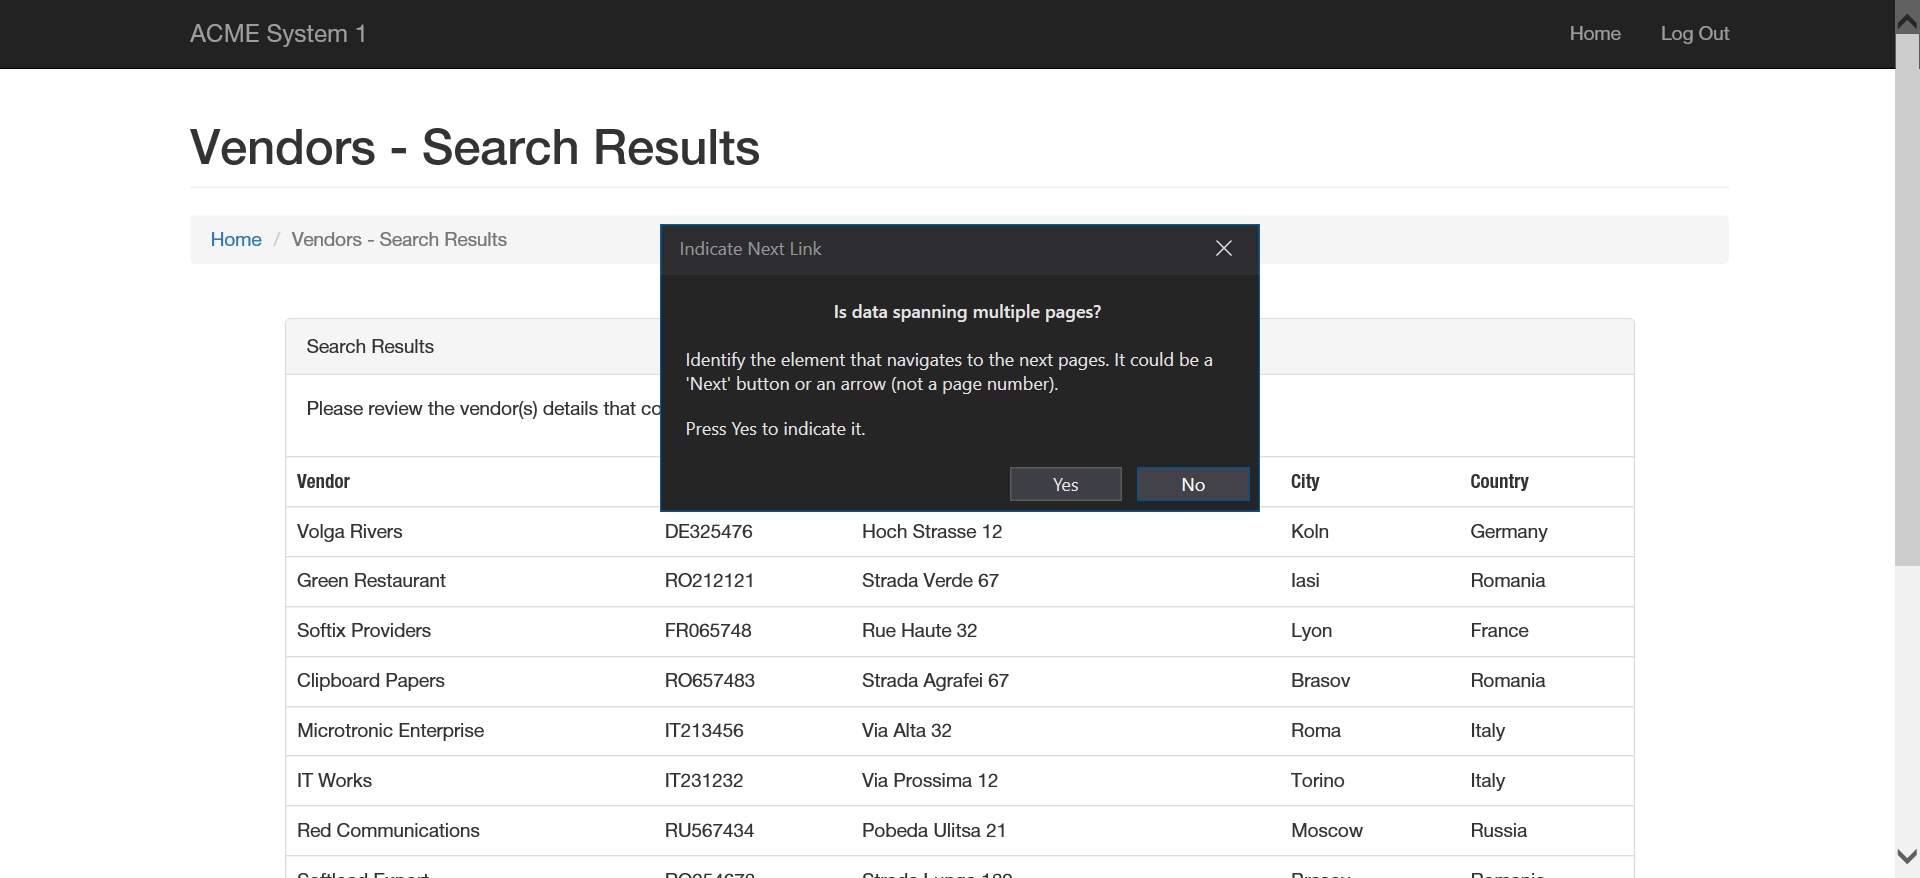 ACME System 1
Home
Log Out
Vendors - Search Results
Home / Vendors - Search Results
Indicate Next Link
Is data spanning multiple pages?
Identify the element that navigates to the next pages. It could be a
'Next' button or an arrow (not a page number).
Press Yes to indicate it.
Yes
No
Search Results
Please review the vendor(s) details that co
Vendor City Country
Volga Rivers DE325476 Hoch Strasse 12 Koln Germany
Green Restaurant RO212121 Strada Verde 67 Iasi Romania
Softix Providers FR065748 Rue Haute 32 Lyon France
Clipboard Papers RO657483 Strada Agrafei 67 Brasov Romania
Microtronic Enterprise IT213456 Via Alta 32 Roma Italy
IT Works IT231232 Via Prossima 12 Torino Italy
Red Communications RU567434 Pobeda Ulitsa 21 Moscow Russia